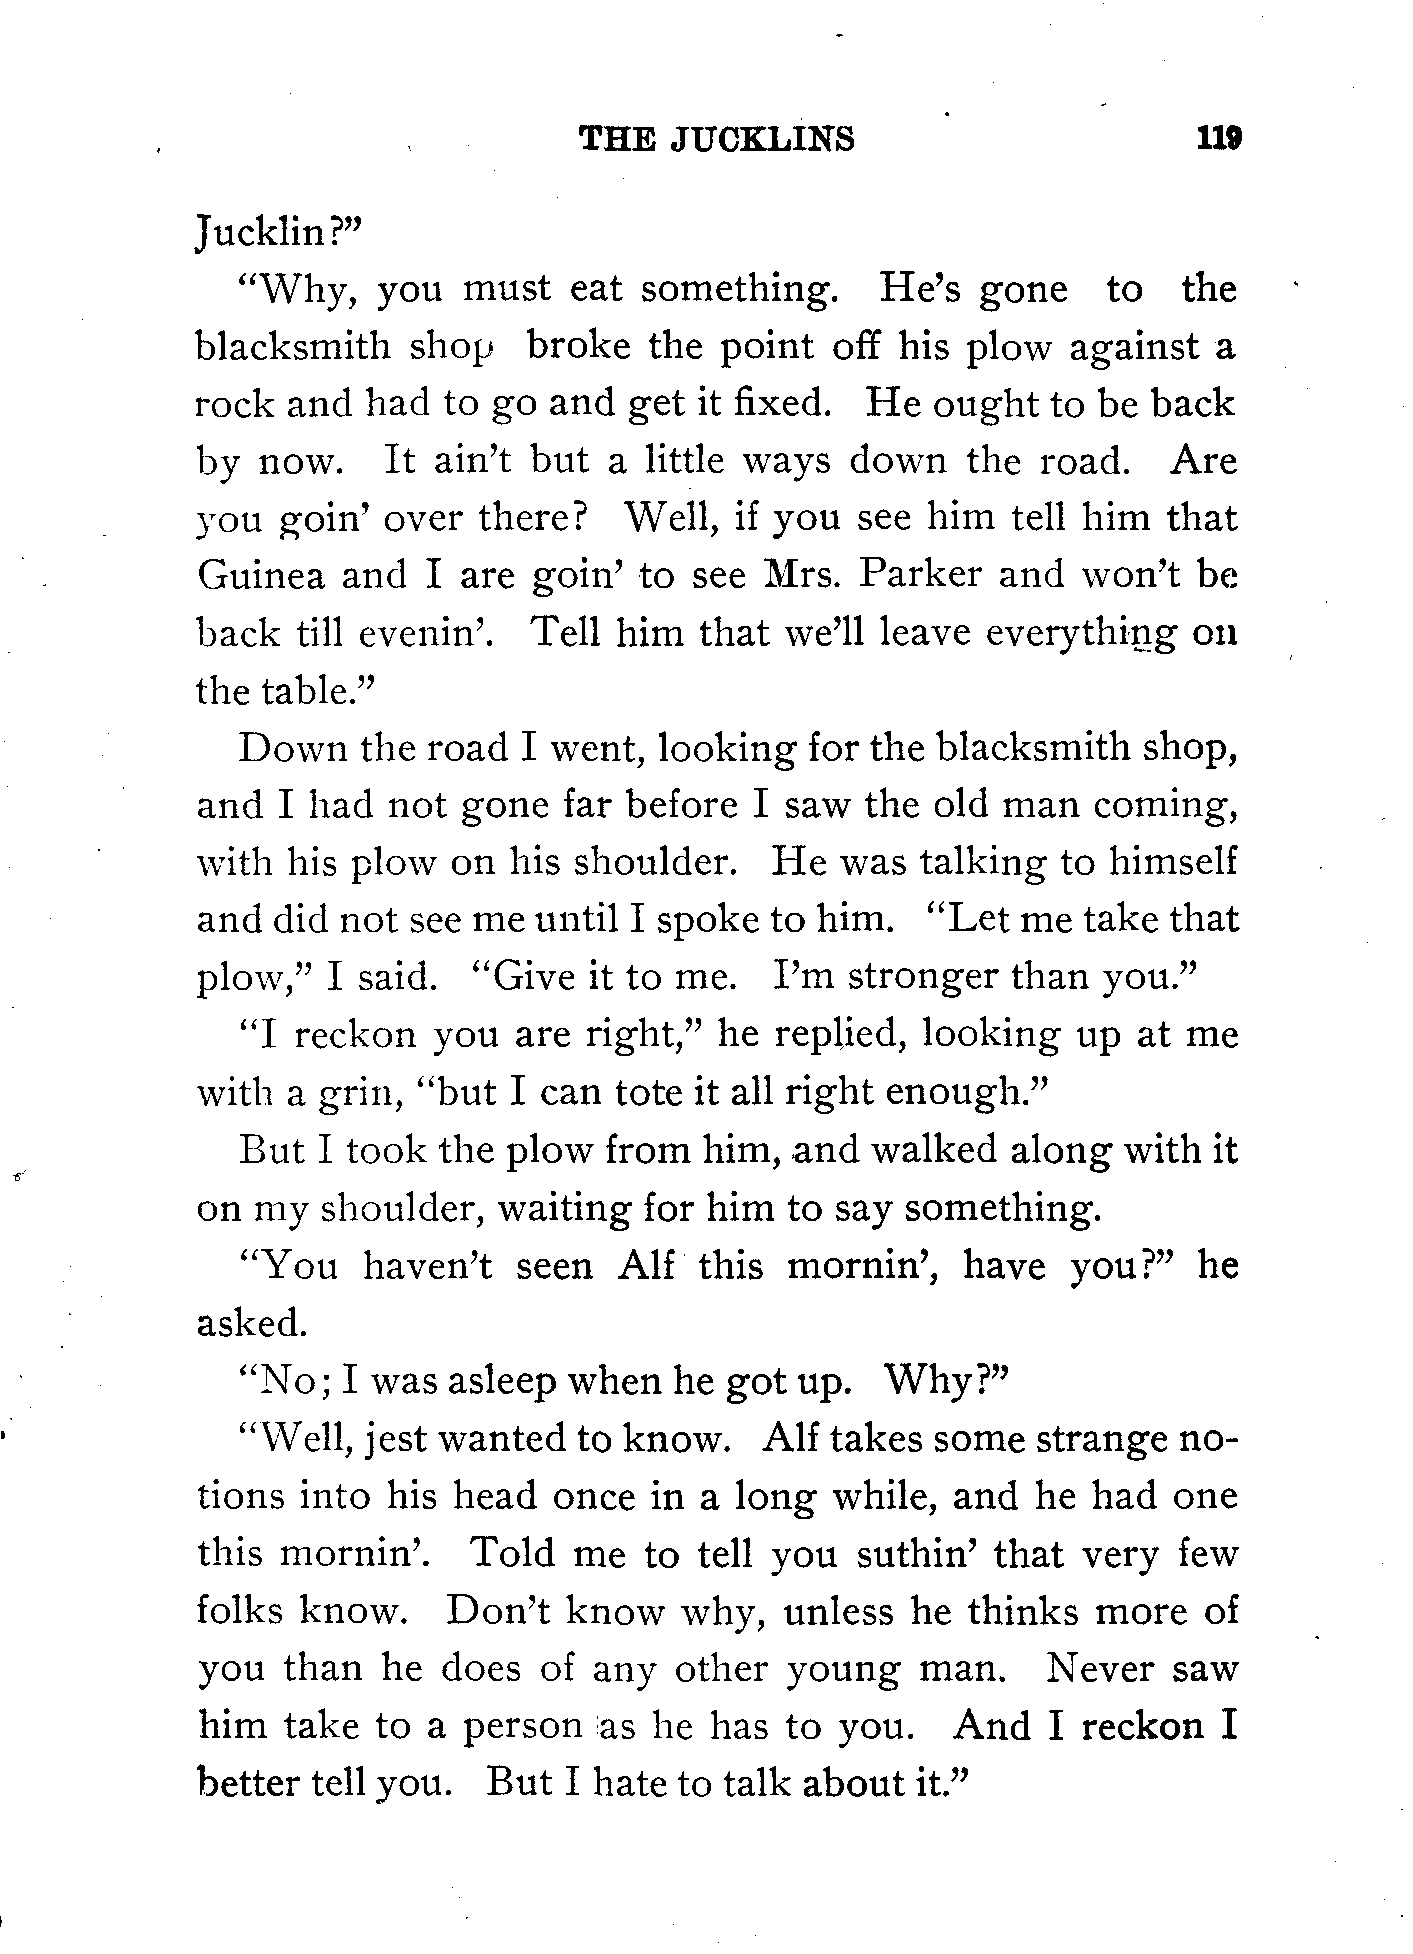 THE JUCKLINS 119
Jucklin?”
“Why, you must eat something. He’s gone to the
blacksmith shop broke the point off his plow against a
rock and had to go and get it fixed. He ought to be back
by now. It ain’t but a little ways down the road. Are
you goin’ over there? Well, if you see him tell him that
Guinea and I are goin’ to see Mrs. Parker and won’t be
back till evenin’. Tell him that we’ll leave everything on
the table.”
Down the road I went, looking for the blacksmith shop,
and I had not gone far before I saw the old man coming,
with his plow on his shoulder. He was talking to himself
and did not see me until I spoke to him. “Let me take that
plow,” I said. “Give it to me. I’m stronger than you.”
“I reckon you are right,” he replied, looking up at me
with a grin, “but I can tote it all right enough.”
But I took the plow from him, and walked along with it
on my shoulder, waiting for him to say something.
“You haven’t seen Alf this mornin’, have you?” he
asked.
“No; I was asleep when he got up. Why?”
“Well, jest wanted to know. Alf takes some strange no-
tions into his head once in a long while, and he had one
this mornin’. Told me to tell you suthin’ that very few
folks know. Don’t know why, unless he thinks more of
you than he does of any other young man. Never saw
him take to a person as he has to you. And I reckon I
better tell you. But I hate to talk about it.”